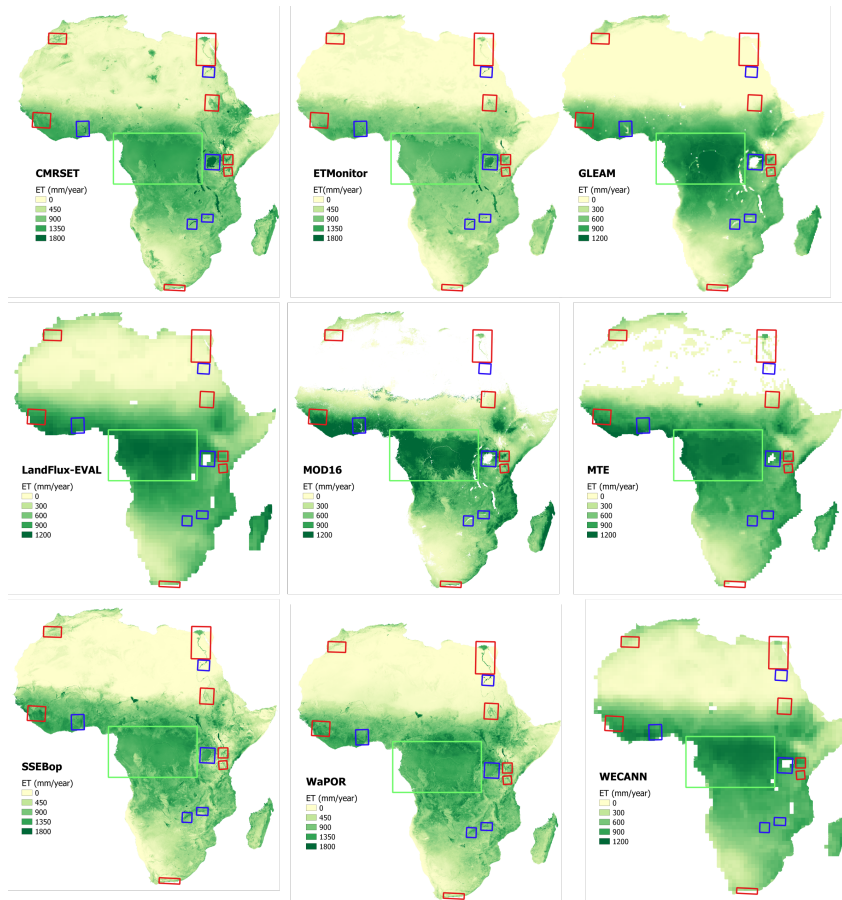 CMRSET
ET (mm/year)
0
450
900
1350
1800
ETMonitor
ET (mm/year)
0
450
900
1350
1800
GLEAM
ET (mm/year)
0
300
600
900
1200
LandFlux-EVAL
ET (mm/year)
0
300
600
900
1200
MOD16
ET (mm/year)
0
300
600
900
1200
MTE
ET (mm/year)
0
300
600
900
1200
SSEBop
ET (mm/year)
0
450
900
1350
1800
WaPOR
ET (mm/year)
0
450
900
1350
1800
WECANN
ET (mm/year)
0
300
600
900
1200